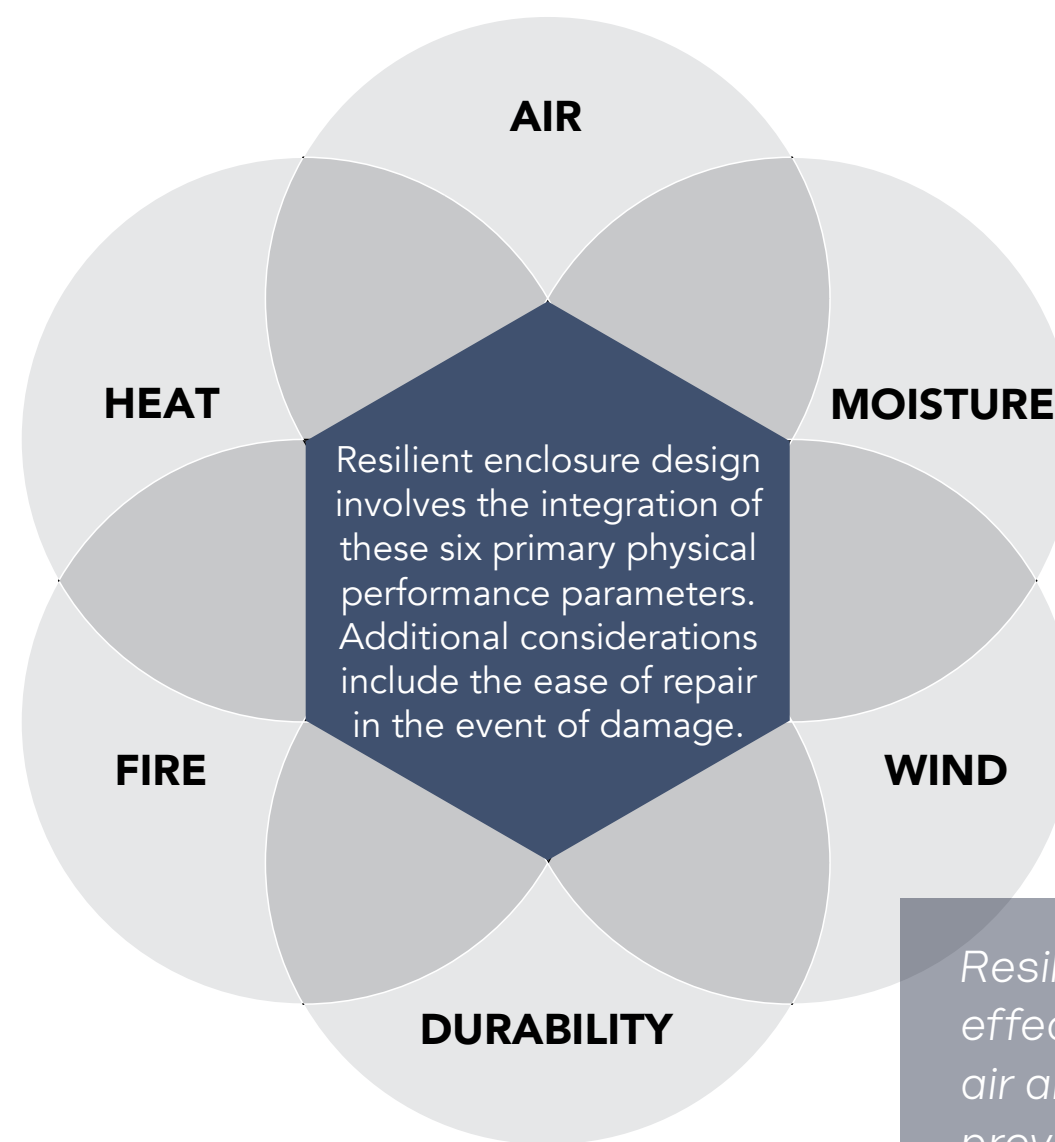 AIR
HEAT
MOISTURE
Resilient enclosure design
involves the integration of
these six primary physical
performance parameters.
Additional considerations
include the ease of repair
in the event of damage.
FIRE
WIND
DURABILITY
air